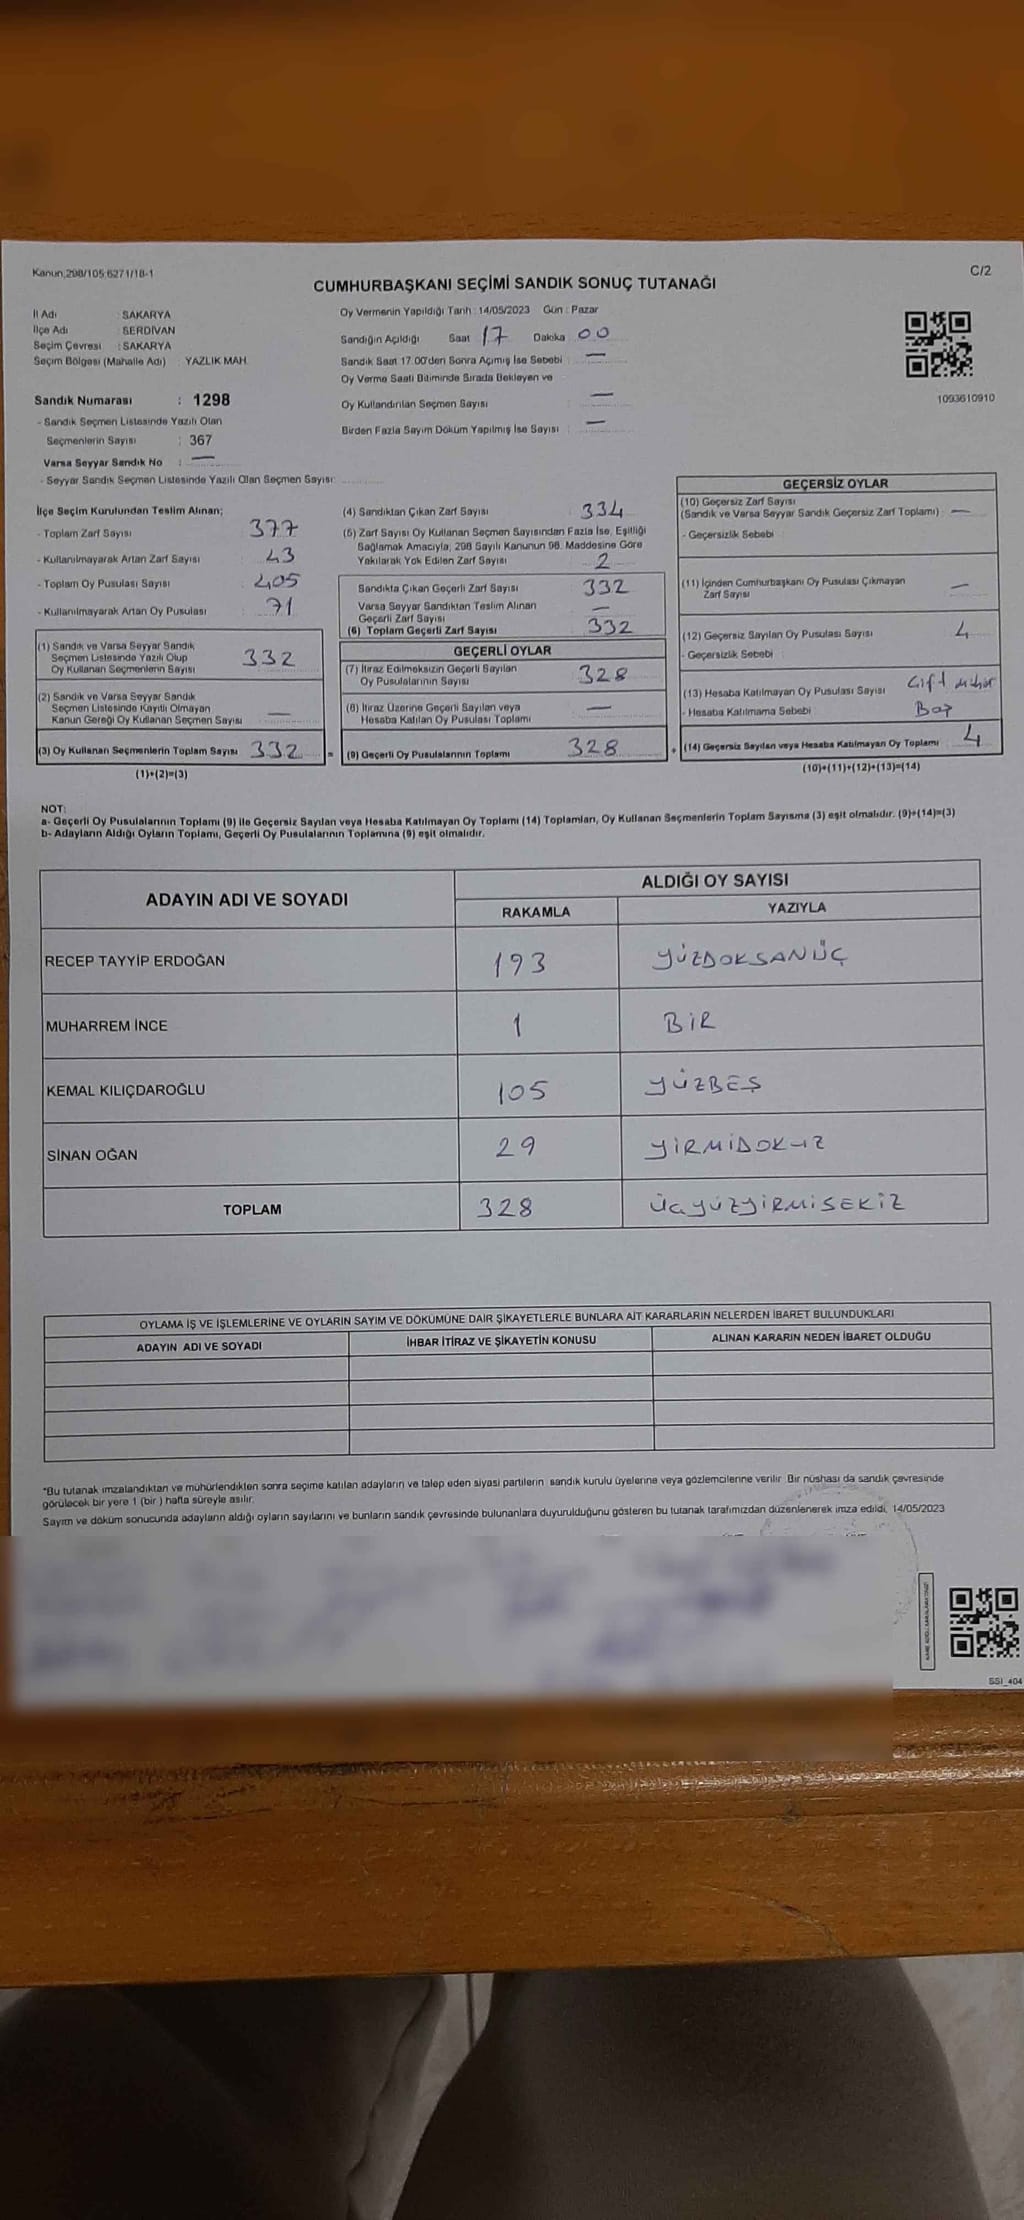 Kanun;298/105;6271/18-1
C/2
CUMHURBAŞKANI SEÇİMİ SANDIK SONUÇ TUTANAĞI
İl Adı : SAKARYA
İlçe Adı : SERDİVAN
Seçim Çevresi : SAKARYA
Seçim Bölgesi (Mahalle Adı) : YAZLIK MAH.
Sandık Numarası : 1298
- Sandık Seçmen Listesinde Yazılı Olan
Seçmenlerin Sayısı : 367
Varsa Seyyar Sandık No : —
- Seyyar Sandık Seçmen Listesinde Yazılı Olan Seçmen Sayısı:
Oy Vermenin Yapıldığı Tarih : 14/05/2023 Gün : Pazar
Sandığın Açıldığı Saat 17 Dakika 00
Sandık Saat 17.00'den Sonra Açılmış İse Sebebi : —
Oy Verme Saati Bitiminde Sırada Bekleyen ve
Oy Kullandırılan Seçmen Sayısı : —
Birden Fazla Sayım Döküm Yapılmış İse Sayısı : —
1093610910
İlçe Seçim Kurulundan Teslim Alınan;
- Toplam Zarf Sayısı 377
- Kullanılmayarak Artan Zarf Sayısı 43
- Toplam Oy Pusulası Sayısı 405
- Kullanılmayarak Artan Oy Pusulası 71
(1) Sandık ve Varsa Seyyar Sandık
Seçmen Listesinde Yazılı Olup
Oy Kullanan Seçmenlerin Sayısı 332
(2) Sandık ve Varsa Seyyar Sandık
Seçmen Listesinde Kayıtlı Olmayan
Kanun Gereği Oy Kullanan Seçmen Sayısı —
(3) Oy Kullanan Seçmenlerin Toplam Sayısı 332 =
(1)+(2)=(3)
(4) Sandıktan Çıkan Zarf Sayısı 334
(5) Zarf Sayısı Oy Kullanan Seçmen Sayısından Fazla İse, Eşitliği
Sağlamak Amacıyla, 298 Sayılı Kanunun 98. Maddesine Göre
Yakılarak Yok Edilen Zarf Sayısı 2
Sandıkta Çıkan Geçerli Zarf Sayısı 332
Varsa Seyyar Sandıktan Teslim Alınan
Geçerli Zarf Sayısı —
(6) Toplam Geçerli Zarf Sayısı 332
GEÇERLİ OYLAR
(7) İtiraz Edilmeksizin Geçerli Sayılan
Oy Pusulalarının Sayısı 328
(8) İtiraz Üzerine Geçerli Sayılan veya
Hesaba Katılan Oy Pusulası Toplamı —
(9) Geçerli Oy Pusulalarının Toplamı 328 +
GEÇERSİZ OYLAR
(10) Geçersiz Zarf Sayısı
(Sandık ve Varsa Seyyar Sandık Geçersiz Zarf Toplamı) : —
- Geçersizlik Sebebi :
(11) İçinden Cumhurbaşkanı Oy Pusulası Çıkmayan
Zarf Sayısı —
(12) Geçersiz Sayılan Oy Pusulası Sayısı 4
- Geçersizlik Sebebi :
(13) Hesaba Katılmayan Oy Pusulası Sayısı Çift mühür
- Hesaba Katılmama Sebebi
(14) Geçersiz Sayılan veya Hesaba Katılmayan Oy Toplamı 4
(10)+(11)+(12)+(13)=(14)
NOT:
a- Geçerli Oy Pusulalarının Toplamı (9) ile Geçersiz Sayılan veya Hesaba Katılmayan Oy Toplamı (14) Toplamları, Oy Kullanan Seçmenlerin Toplam Sayısına (3) eşit olmalıdır. (9)+(14)=(3)
b- Adayların Aldığı Oyların Toplamı, Geçerli Oy Pusulalarının Toplamına (9) eşit olmalıdır.
ADAYIN ADI VE SOYADI
ALDIĞI OY SAYISI
RAKAMLA YAZIYLA
RECEP TAYYİP ERDOĞAN 193 YÜZDOKSANÜÇ
MUHARREM İNCE 1 BİR
KEMAL KILIÇDAROĞLU 105 YÜZBEŞ
SİNAN OĞAN 29 YİRMİDOKUZ
TOPLAM 328 ÜÇYÜZYİRMİSEKİZ
OYLAMA İŞ VE İŞLEMLERİNE VE OYLARIN SAYIM VE DÖKÜMÜNE DAİR ŞİKAYETLERLE BUNLARA AİT KARARLARIN NELERDEN İBARET BULUNDUKLARI
ADAYIN ADI VE SOYADI İHBAR İTİRAZ VE ŞİKAYETİN KONUSU ALINAN KARARIN NEDEN İBARET OLDUĞU
*Bu tutanak imzalandıktan ve mühürlendikten sonra seçime katılan adayların ve talep eden siyasi partilerin sandık kurulu üyelerine veya gözlemcilerine verilir. Bir nüshası da sandık çevresinde
görülecek bir yere 1 (bir ) hafta süreyle asılır.
Sayım ve döküm sonucunda adayların aldığı oyların sayılarını ve bunların sandık çevresinde bulunanlara duyurulduğunu gösteren bu tutanak tarafımızdan düzenlenerek imza edildi. 14/05/2023
SSI_404